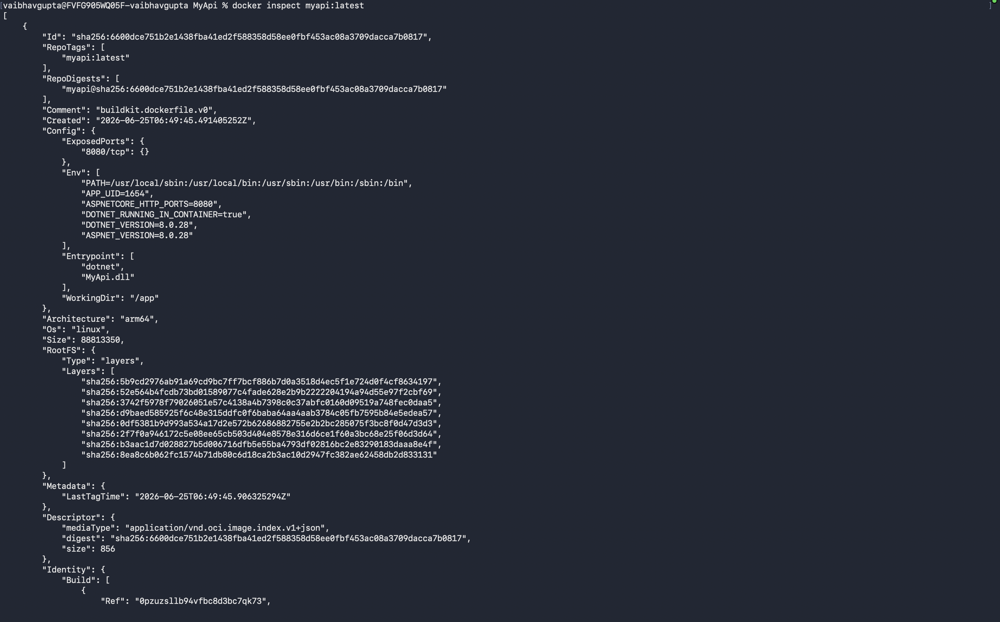 [vaibhavgupta@FVFG905WQ05F-vaibhavgupta MyApi % docker inspect myapi:latest ]
[
    {
        "Id": "sha256:6600dce751b2e1438fba41ed2f588358d58ee0fbf453ac08a3709dacca7b0817",
        "RepoTags": [
            "myapi:latest"
        ],
        "RepoDigests": [
            "myapi@sha256:6600dce751b2e1438fba41ed2f588358d58ee0fbf453ac08a3709dacca7b0817"
        ],
        "Comment": "buildkit.dockerfile.v0",
        "Created": "2026-06-25T06:49:45.491405252Z",
        "Config": {
            "ExposedPorts": {
                "8080/tcp": {}
            },
            "Env": [
                "PATH=/usr/local/sbin:/usr/local/bin:/usr/sbin:/usr/bin:/sbin:/bin",
                "APP_UID=1654",
                "ASPNETCORE_HTTP_PORTS=8080",
                "DOTNET_RUNNING_IN_CONTAINER=true",
                "DOTNET_VERSION=8.0.28",
                "ASPNET_VERSION=8.0.28"
            ],
            "Entrypoint": [
                "dotnet",
                "MyApi.dll"
            ],
            "WorkingDir": "/app"
        },
        "Architecture": "arm64",
        "Os": "linux",
        "Size": 88813350,
        "RootFS": {
            "Type": "layers",
            "Layers": [
                "sha256:5b9cd2976ab91a69cd9bc7ff7bcf886b7d0a3518d4ec5f1e724d0f4cf8634197",
                "sha256:52e564b4fcdb73bd01589077c4fade628e2b9b2222204194a94d55e97f2cbf69",
                "sha256:3742f5978f79026051e57c4138a4b7398c0c37abfc0160d09519a748fec0daa5",
                "sha256:d9baed585925f6c48e315ddfc0f6baba64aa4aab3784c05fb7595b84e5edea57",
                "sha256:0df5381b9d993a534a17d2e572b62686882755e2b2bc285075f3bc8f0d47d3d3",
                "sha256:2f7f0a946172c5e08ee65cb503d404e8578e316d6ce1f60a3bc68e25f06d3d64",
                "sha256:b3aac1d7d028827b5d006716dfb5e55ba4793df02816bc2e83290183daaa8e4f",
                "sha256:8ea8c6b062fc1574b71db80c6d18ca2b3ac10d2947fc382ae62458db2d833131"
            ]
        },
        "Metadata": {
            "LastTagTime": "2026-06-25T06:49:45.906325294Z"
        },
        "Descriptor": {
            "mediaType": "application/vnd.oci.image.index.v1+json",
            "digest": "sha256:6600dce751b2e1438fba41ed2f588358d58ee0fbf453ac08a3709dacca7b0817",
            "size": 856
        },
        "Identity": {
            "Build": [
                {
                    "Ref": "0pzuzsllb94vfbc8d3bc7qk73",